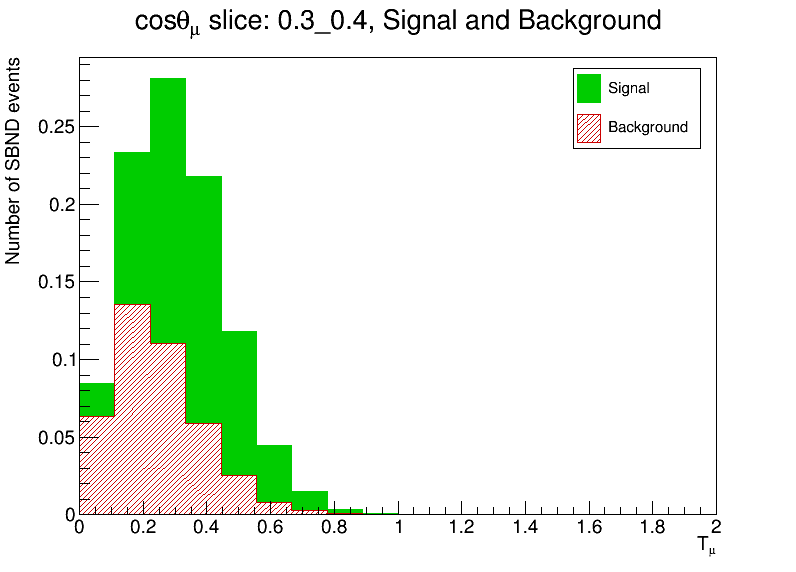 cosθμ slice: 0.3_0.4, Signal and Background
Number of SBND events
Signal
Background
0.25
0.2
0.15
0.1
0.05
0
0 0.2 0.4 0.6 0.8 1 1.2 1.4 1.6 1.8 2
Tμ